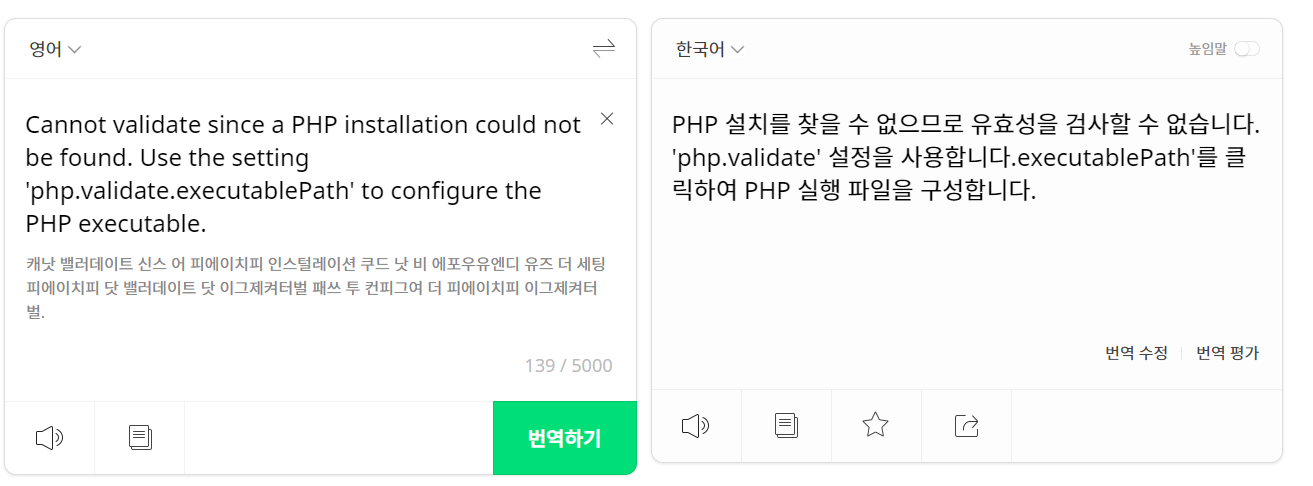 영어
Cannot validate since a PHP installation could not
be found. Use the setting
'php.validate.executablePath' to configure the
PHP executable.
캐낫 밸러데이트 신스 어 피에이치피 인스털레이션 쿠드 낫 비 에포우유엔디 유즈 더 세팅
피에이치피 닷 밸러데이트 닷 이그제켜터벌 패쓰 투 컨피그여 더 피에이치피 이그제켜터
벌.
139 / 5000
번역하기
한국어
높임말
PHP 설치를 찾을 수 없으므로 유효성을 검사할 수 없습니다.
'php.validate' 설정을 사용합니다.executablePath'를 클
릭하여 PHP 실행 파일을 구성합니다.
번역 수정
번역 평가